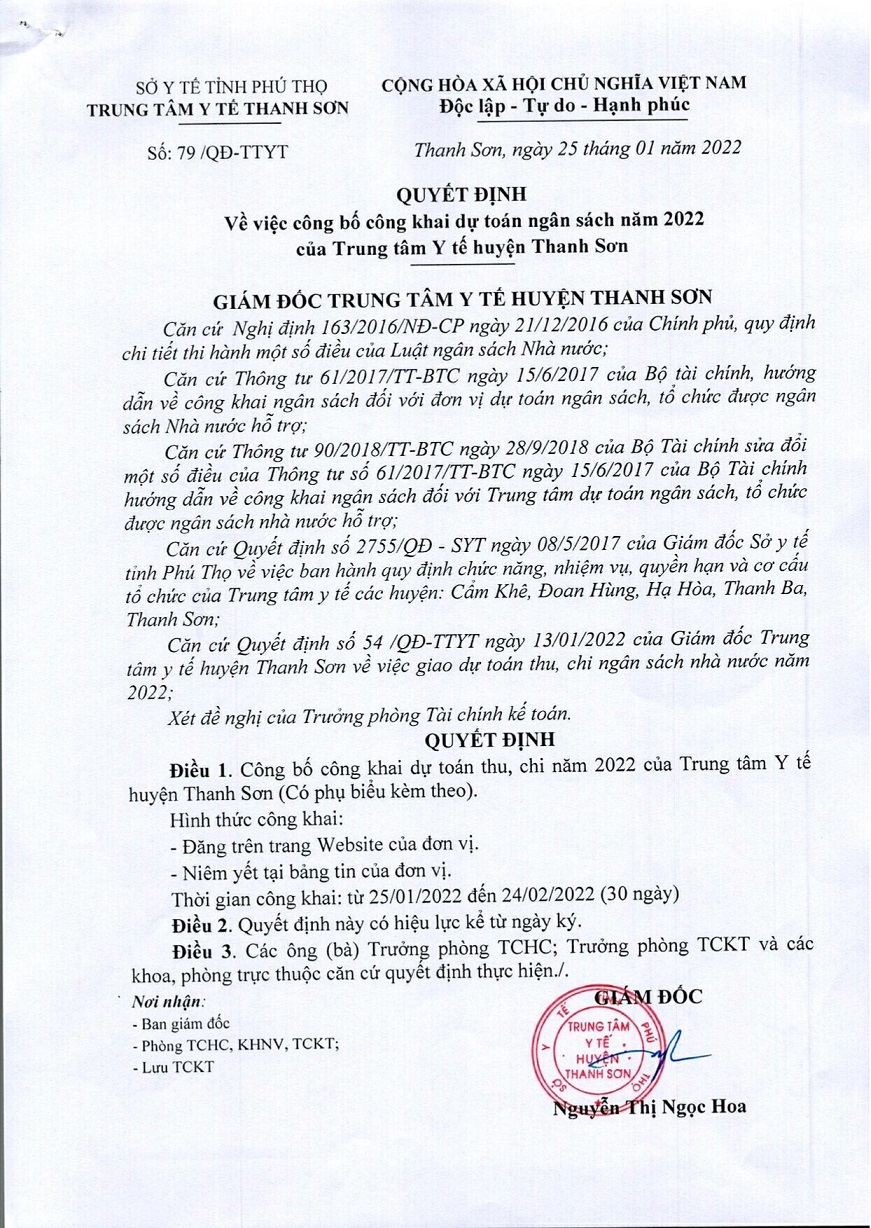 SỞ Y TẾ TỈNH PHÚ THỌ
TRUNG TÂM Y TẾ THANH SƠN
CỘNG HÒA XÃ HỘI CHỦ NGHĨA VIỆT NAM
Độc lập - Tự do - Hạnh phúc
Số: 79 /QĐ-TTYT
Thanh Sơn, ngày 25 tháng 01 năm 2022
QUYẾT ĐỊNH
Về việc công bố công khai dự toán ngân sách năm 2022
của Trung tâm Y tế huyện Thanh Sơn
GIÁM ĐỐC TRUNG TÂM Y TẾ HUYỆN THANH SƠN
Căn cứ Nghị định 163/2016/NĐ-CP ngày 21/12/2016 của Chính phủ, quy định
chi tiết thi hành một số điều của Luật ngân sách Nhà nước;
Căn cứ Thông tư 61/2017/TT-BTC ngày 15/6/2017 của Bộ tài chính, hướng
dẫn về công khai ngân sách đối với đơn vị dự toán ngân sách, tổ chức được ngân
sách Nhà nước hỗ trợ;
Căn cứ Thông tư 90/2018/TT-BTC ngày 28/9/2018 của Bộ Tài chính sửa đổi
một số điều của Thông tư số 61/2017/TT-BTC ngày 15/6/2017 của Bộ Tài chính
hướng dẫn về công khai ngân sách đối với Trung tâm dự toán ngân sách, tổ chức
được ngân sách nhà nước hỗ trợ;
Căn cứ Quyết định số 2755/QĐ - SYT ngày 08/5/2017 của Giám đốc Sở y tế
tỉnh Phú Thọ về việc ban hành quy định chức năng, nhiệm vụ, quyền hạn và cơ cấu
tổ chức của Trung tâm y tế các huyện: Cẩm Khê, Đoan Hùng, Hạ Hòa, Thanh Ba,
Thanh Sơn;
Căn cứ Quyết định số 54 /QĐ-TTYT ngày 13/01/2022 của Giám đốc Trung
tâm y tế huyện Thanh Sơn về việc giao dự toán thu, chi ngân sách nhà nước năm
2022;
Xét đề nghị của Trưởng phòng Tài chính kế toán.
QUYẾT ĐỊNH
Điều 1. Công bố công khai dự toán thu, chi năm 2022 của Trung tâm Y tế
huyện Thanh Sơn (Có phụ biểu kèm theo).
Hình thức công khai:
- Đăng trên trang Website của đơn vị.
- Niêm yết tại bảng tin của đơn vị.
Thời gian công khai: từ 25/01/2022 đến 24/02/2022 (30 ngày)
Điều 2. Quyết định này có hiệu lực kể từ ngày ký.
Điều 3. Các ông (bà) Trưởng phòng TCHC; Trưởng phòng TCKT và các
khoa, phòng trực thuộc căn cứ quyết định thực hiện./.
Nơi nhận:
- Ban giám đốc
- Phòng TCHC, KHNV, TCKT;
- Lưu TCKT
GIÁM ĐỐC
SỞ Y TẾ TỈNH PHÚ THỌ
TRUNG TÂM
Y TẾ
HUYỆN
THANH SƠN
Nguyễn Thị Ngọc Hoa